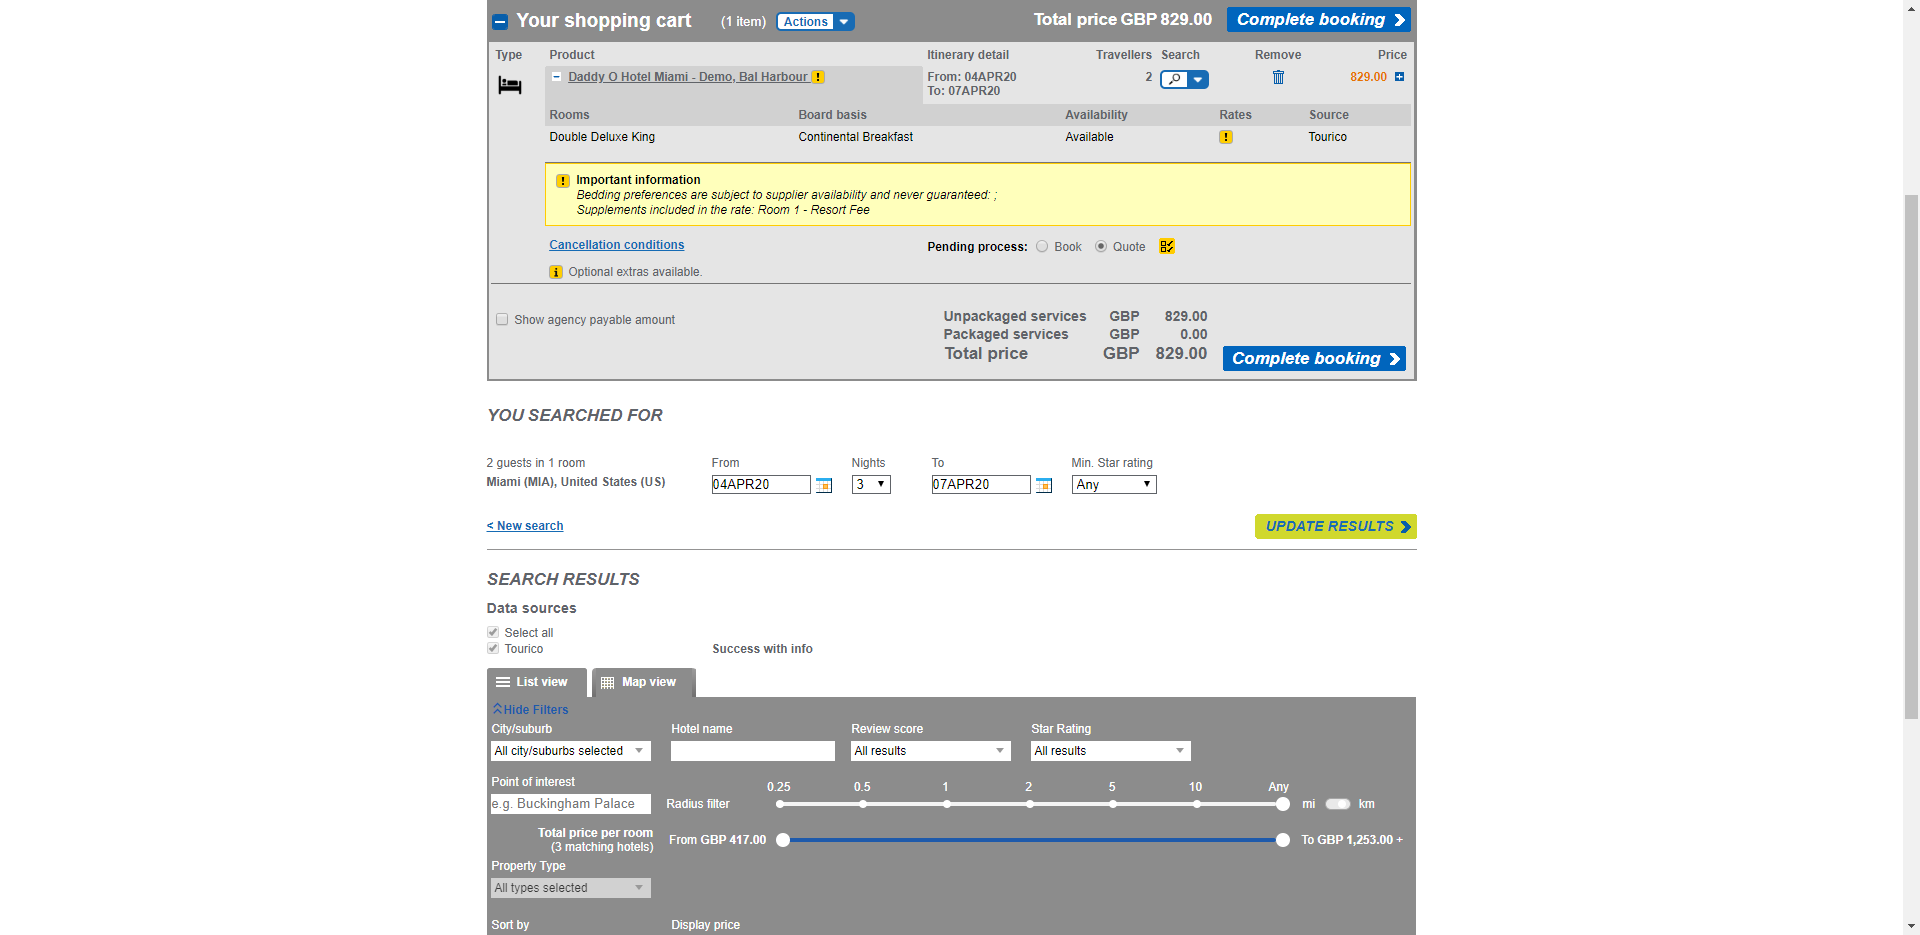 Your shopping cart (1 item) Actions Total price GBP 829.00 Complete booking
Type Product Itinerary detail Travellers Search Remove Price
Daddy O Hotel Miami - Demo, Bal Harbour From: 04APR20 2 829.00
To: 07APR20
Rooms Board basis Availability Rates Source
Double Deluxe King Continental Breakfast Available Tourico
Important information
Bedding preferences are subject to supplier availability and never guaranteed: ;
Supplements included in the rate: Room 1 - Resort Fee
Cancellation conditions Pending process: Book Quote
Optional extras available.
Show agency payable amount
Unpackaged services GBP 829.00
Packaged services GBP 0.00
Total price GBP 829.00 Complete booking
YOU SEARCHED FOR
2 guests in 1 room From Nights To Min. Star rating
Miami (MIA), United States (US) 04APR20 3 07APR20 Any
< New search UPDATE RESULTS
SEARCH RESULTS
Data sources
Select all
Tourico Success with info
List view Map view
Hide Filters
City/suburb Hotel name Review score Star Rating
All city/suburbs selected All results All results
Point of interest 0.25 0.5 1 2 5 10 Any
e.g. Buckingham Palace Radius filter mi km
Total price per room From GBP 417.00 To GBP 1,253.00 +
(3 matching hotels)
Property Type
All types selected
Sort by Display price